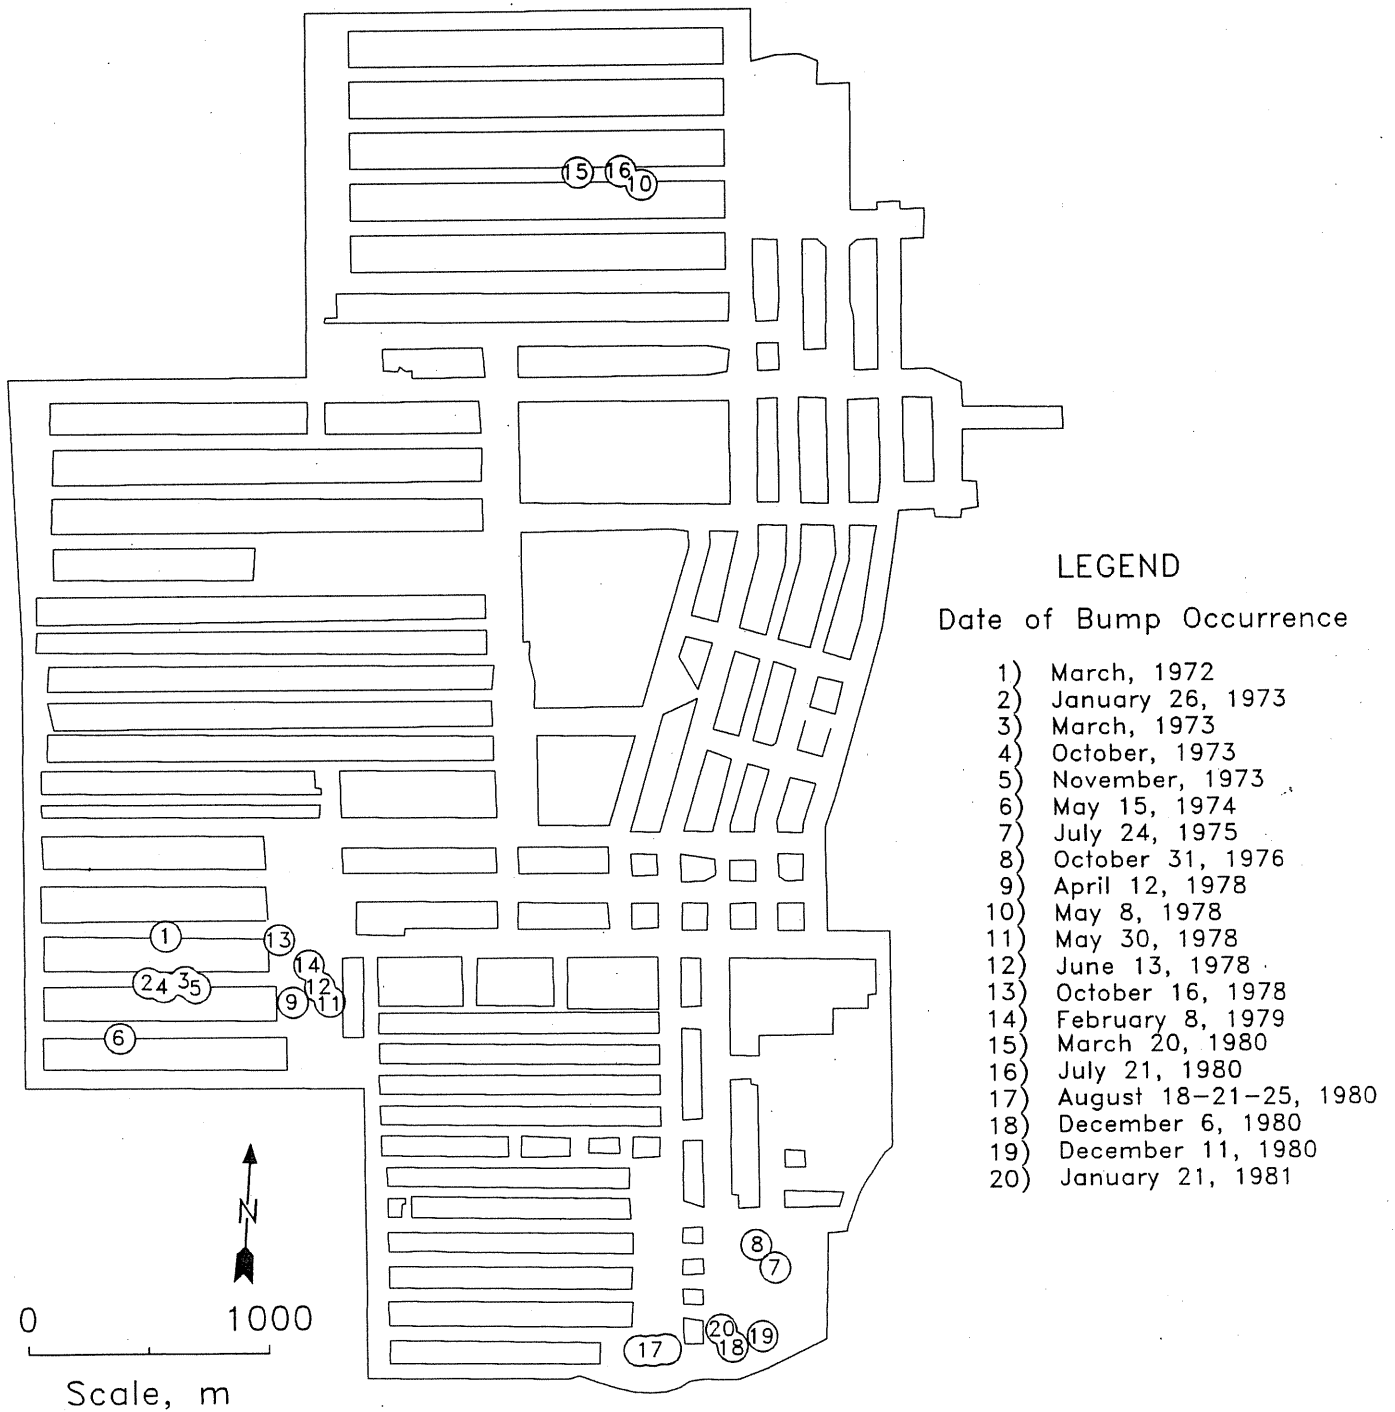 15 16 10
LEGEND
Date of Bump Occurrence
1) March, 1972
2) January 26, 1973
3) March, 1973
4) October, 1973
5) November, 1973
6) May 15, 1974
7) July 24, 1975
8) October 31, 1976
9) April 12, 1978
10) May 8, 1978
11) May 30, 1978
12) June 13, 1978
13) October 16, 1978
14) February 8, 1979
15) March 20, 1980
16) July 21, 1980
17) August 18-21-25, 1980
18) December 6, 1980
19) December 11, 1980
20) January 21, 1981
1 13
14
2 4 3 5 12
9 11
6
N
8
7
0 1000
20 19
17 18
Scale, m